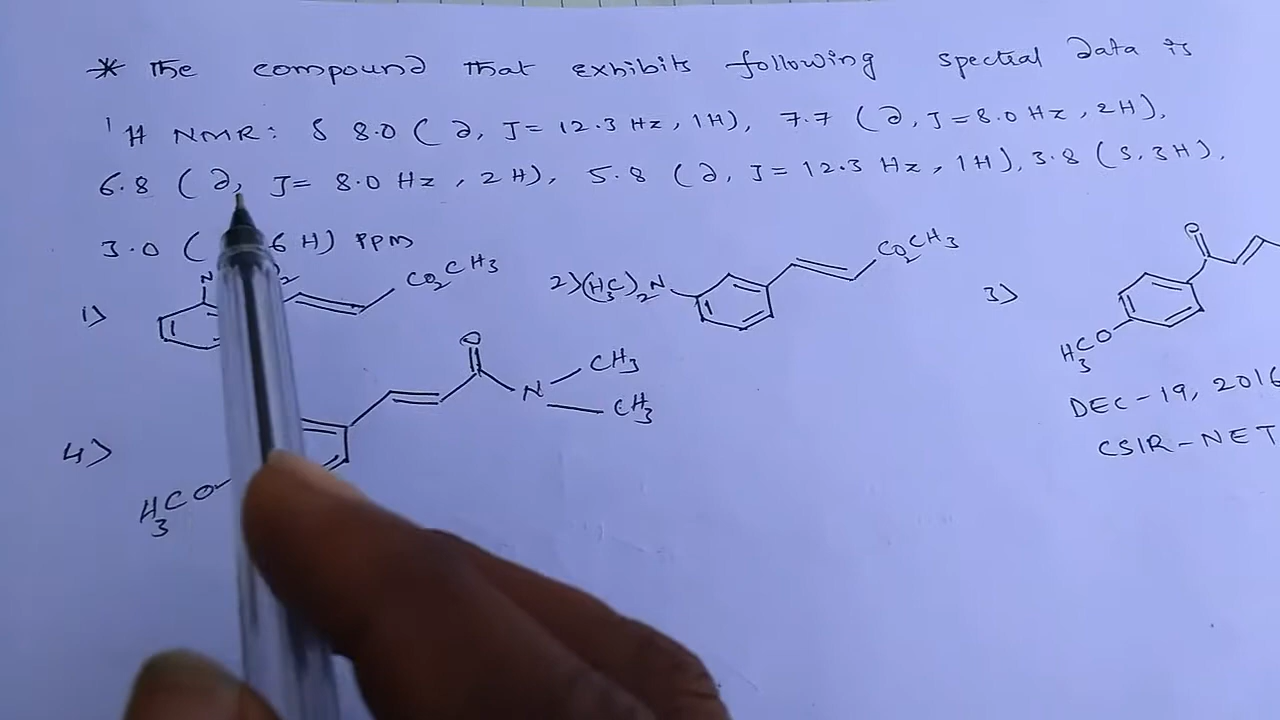 * The compound that exhibits following spectral data is
¹H NMR: δ 8.0 (d, J = 12.3 Hz, 1H), 7.7 (d, J = 8.0 Hz, 2H),
6.8 (d, J = 8.0 Hz, 2H), 5.8 (d, J = 12.3 Hz, 1H), 3.8 (s, 3H),
3.0 ( 6H) PPM
1) N 2 CO₂CH₃ 2) (H₃C)₂N CO₂CH₃ 3) O H₃CO
4) O N CH₃ CH₃ H₃CO
DEC-19, 2016
CSIR-NET